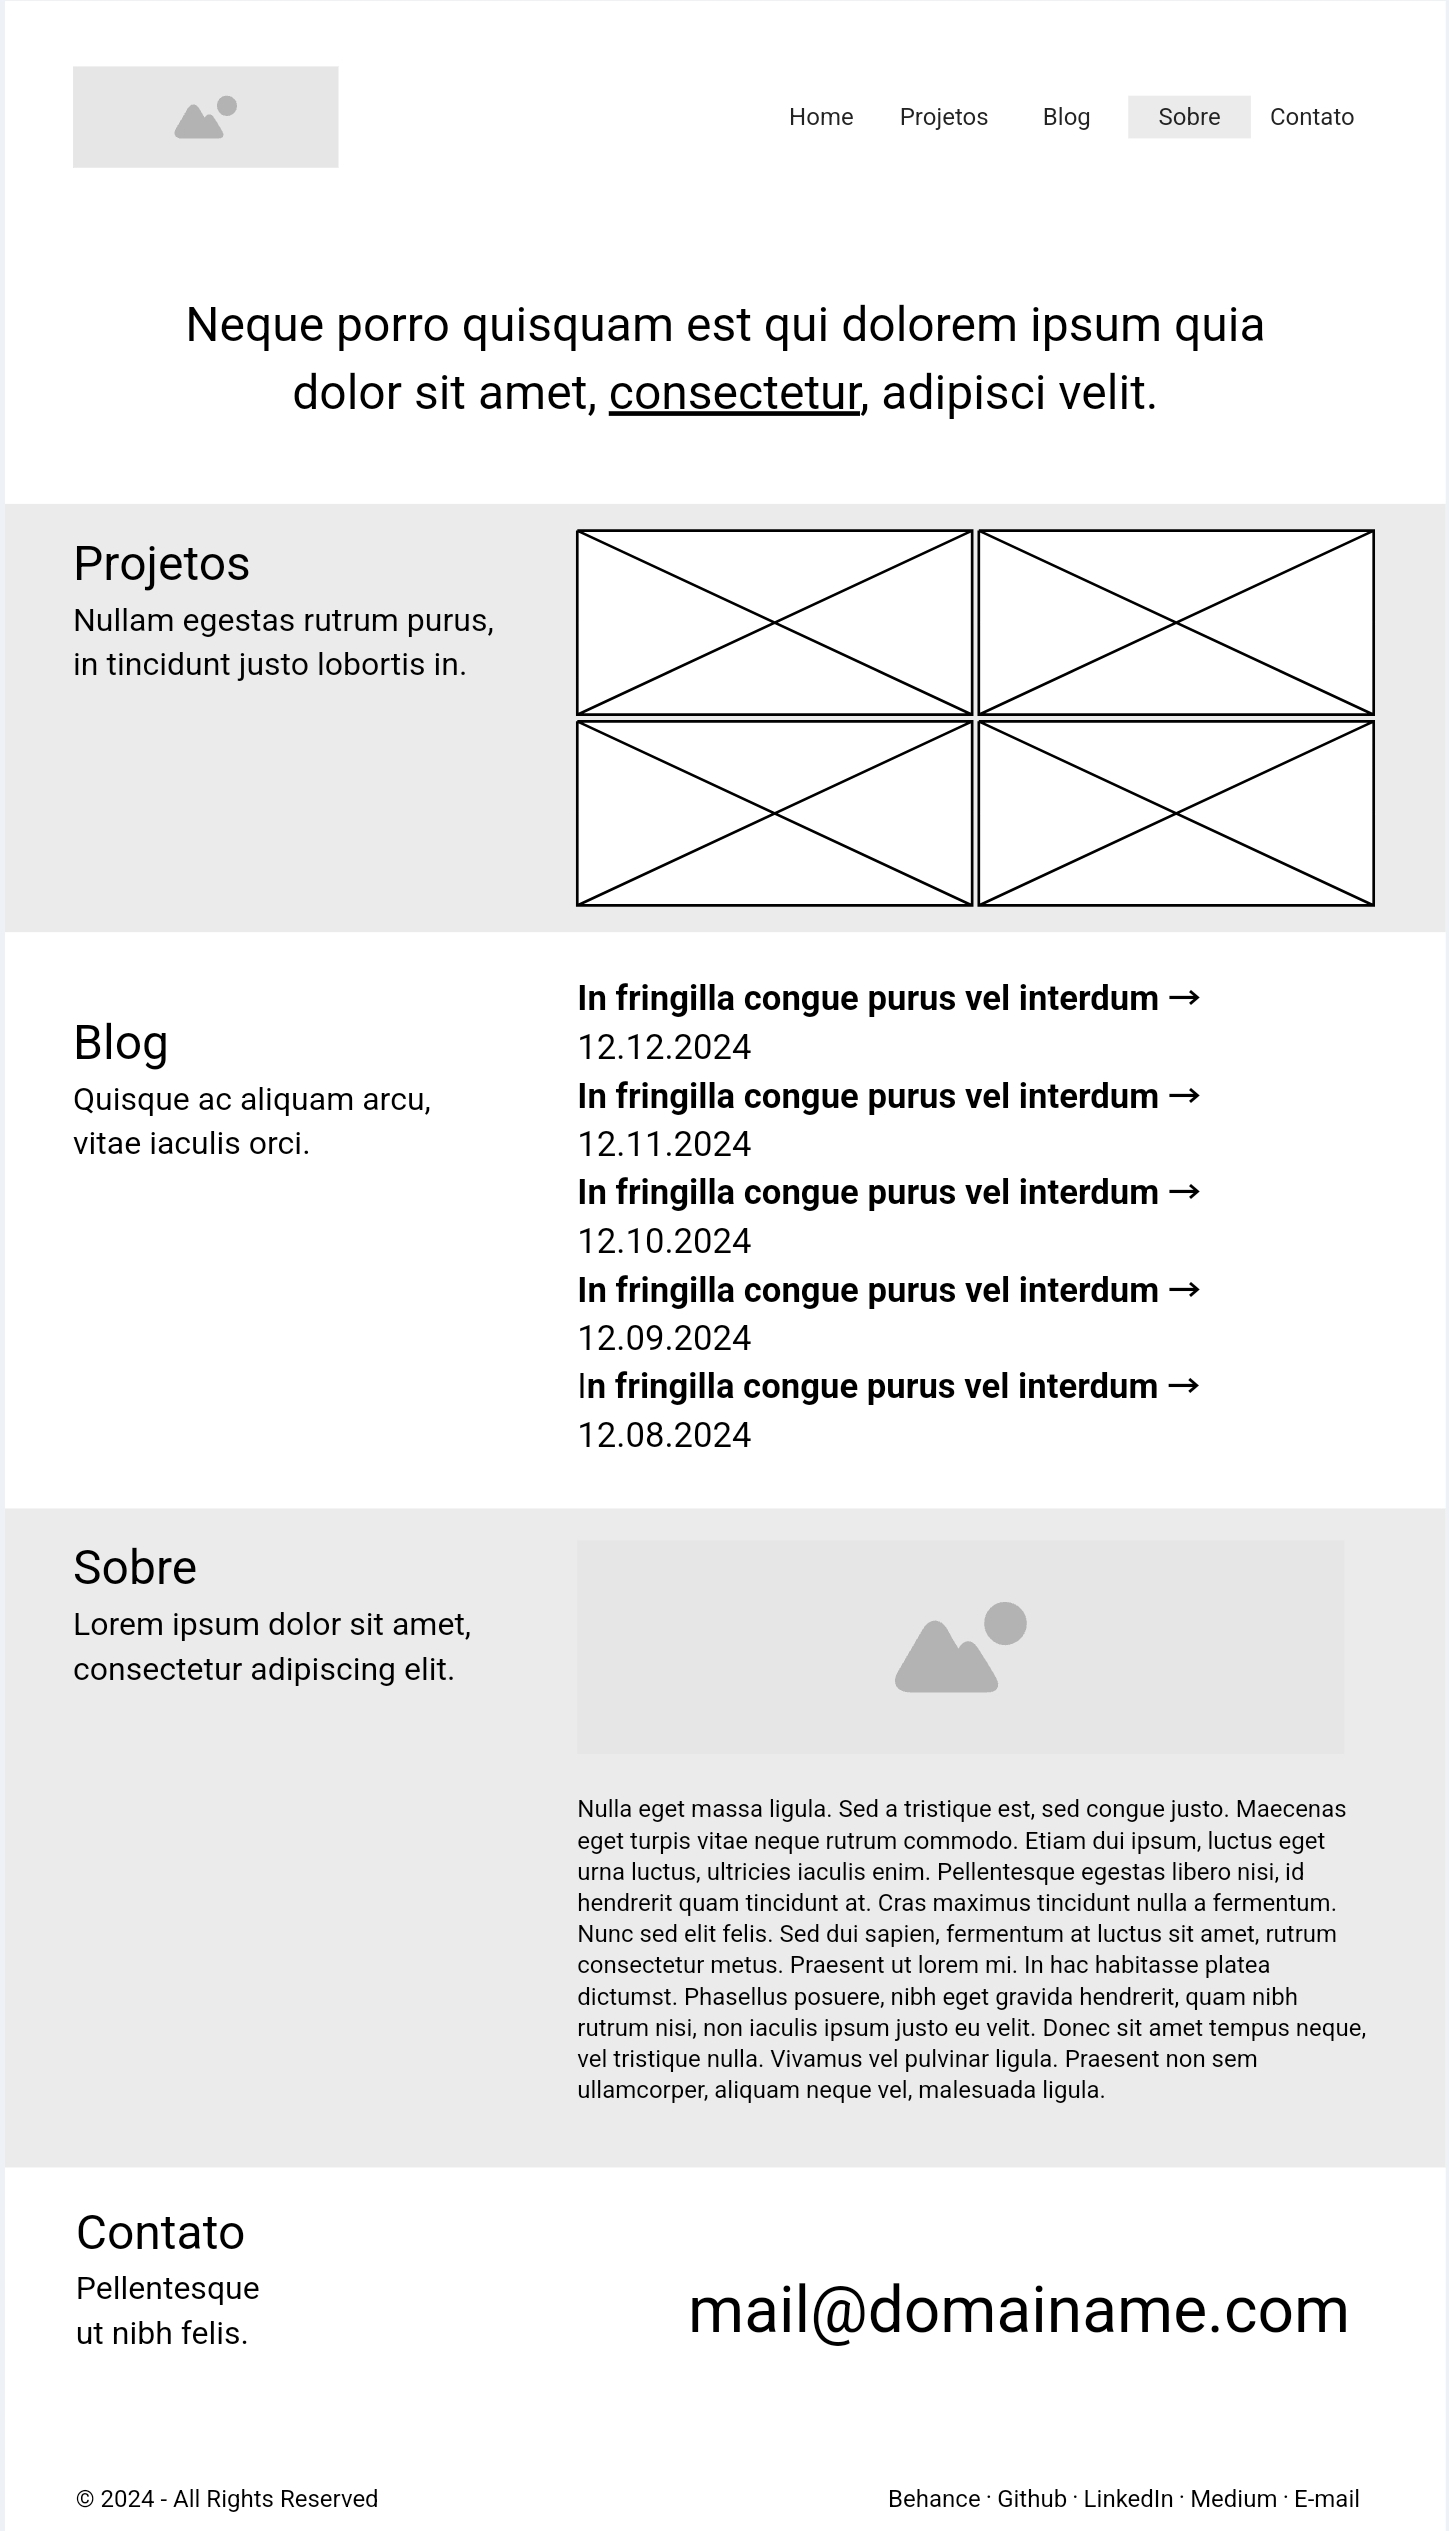 Home Projetos Blog Sobre Contato
Neque porro quisquam est qui dolorem ipsum quia
dolor sit amet, consectetur, adipisci velit.
Projetos
Nullam egestas rutrum purus,
in tincidunt justo lobortis in.
Blog
Quisque ac aliquam arcu,
vitae iaculis orci.
In fringilla congue purus vel interdum →
12.12.2024
In fringilla congue purus vel interdum →
12.11.2024
In fringilla congue purus vel interdum →
12.10.2024
In fringilla congue purus vel interdum →
12.09.2024
In fringilla congue purus vel interdum →
12.08.2024
Sobre
Lorem ipsum dolor sit amet,
consectetur adipiscing elit.
Nulla eget massa ligula. Sed a tristique est, sed congue justo. Maecenas
eget turpis vitae neque rutrum commodo. Etiam dui ipsum, luctus eget
urna luctus, ultricies iaculis enim. Pellentesque egestas libero nisi, id
hendrerit quam tincidunt at. Cras maximus tincidunt nulla a fermentum.
Nunc sed elit felis. Sed dui sapien, fermentum at luctus sit amet, rutrum
consectetur metus. Praesent ut lorem mi. In hac habitasse platea
dictumst. Phasellus posuere, nibh eget gravida hendrerit, quam nibh
rutrum nisi, non iaculis ipsum justo eu velit. Donec sit amet tempus neque,
vel tristique nulla. Vivamus vel pulvinar ligula. Praesent non sem
ullamcorper, aliquam neque vel, malesuada ligula.
Contato
Pellentesque
ut nibh felis.
mail@domainame.com
© 2024 - All Rights Reserved
Behance · Github · LinkedIn · Medium · E-mail